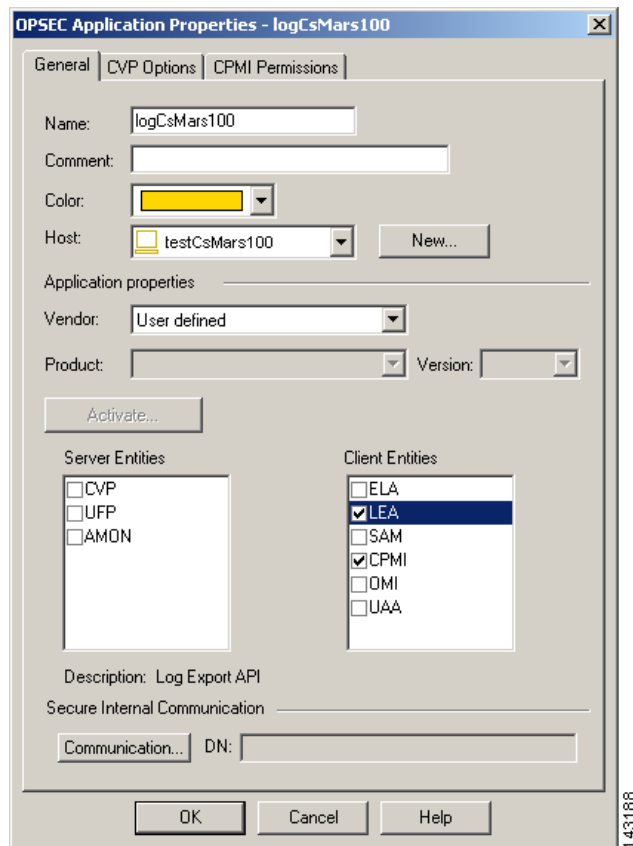 OPSEC Application Properties - logCsMars100
General CVP Options CPMI Permissions
Name: logCsMars100
Comment:
Color:
Host: testCsMars100 New...
Application properties
Vendor: User defined
Product: Version:
Activate...
Server Entities Client Entities
CVP ELA
UFP LEA
AMON SAM
CPMI
OMI
UAA
Description: Log Export API
Secure Internal Communication
Communication... DN:
OK Cancel Help
143188